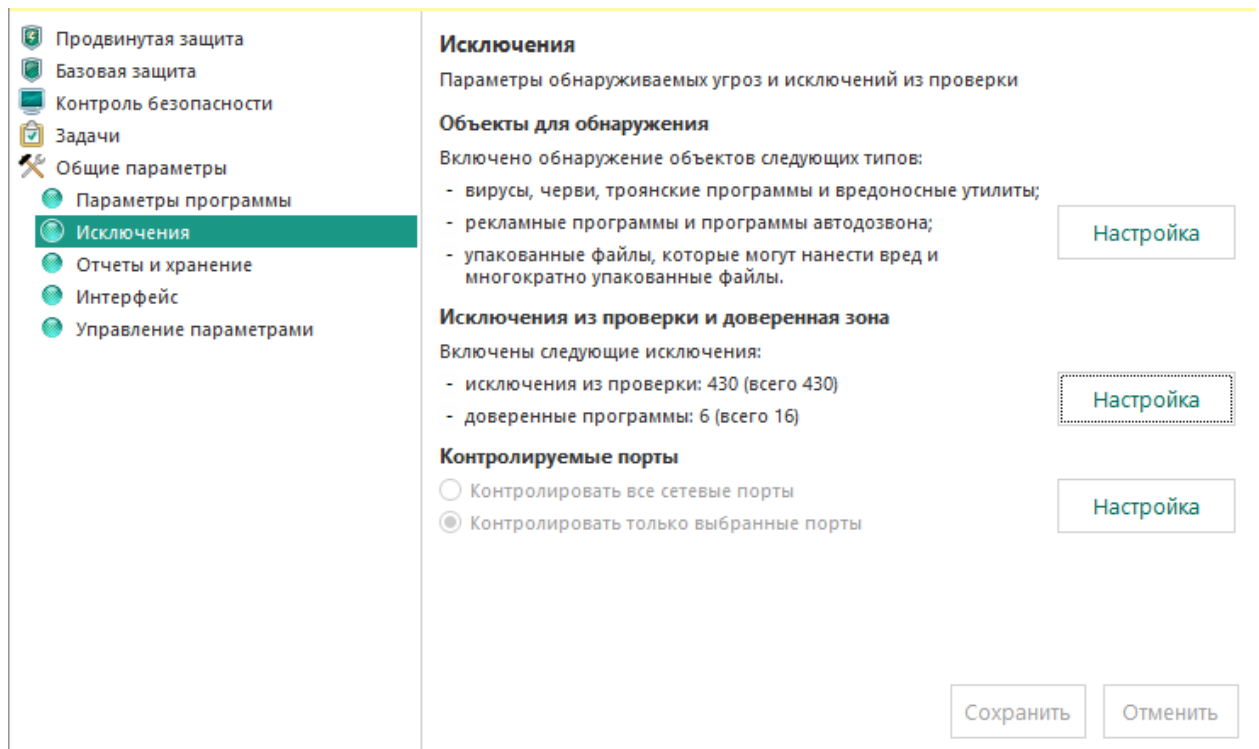 Продвинутая защита
Базовая защита
Контроль безопасности
Задачи
Общие параметры
Параметры программы
Исключения
Отчеты и хранение
Интерфейс
Управление параметрами
Исключения
Параметры обнаруживаемых угроз и исключений из проверки
Объекты для обнаружения
Включено обнаружение объектов следующих типов:
- вирусы, черви, троянские программы и вредоносные утилиты;
- рекламные программы и программы автодозвона;
- упакованные файлы, которые могут нанести вред и
многократно упакованные файлы.
Настройка
Исключения из проверки и доверенная зона
Включены следующие исключения:
- исключения из проверки: 430 (всего 430)
- доверенные программы: 6 (всего 16)
Настройка
Контролируемые порты
Контролировать все сетевые порты
Контролировать только выбранные порты
Настройка
Сохранить
Отменить